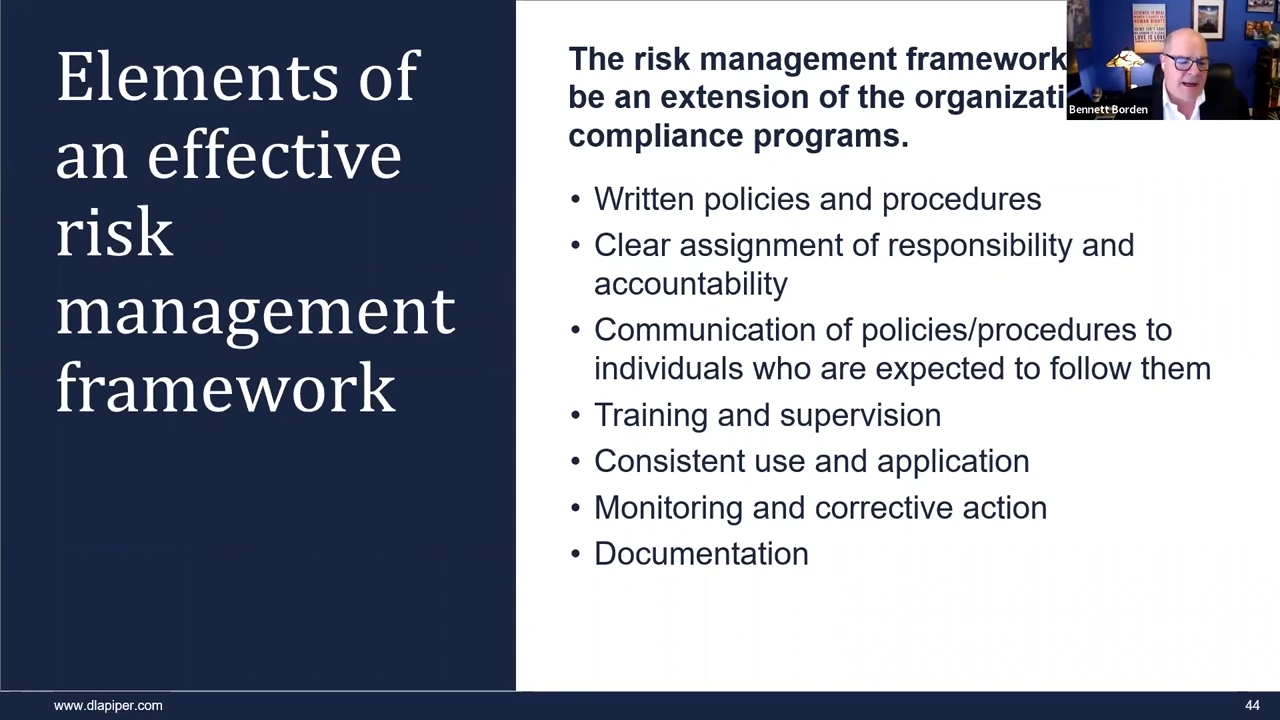 Elements of
an effective
risk
management
framework
The risk management framework
be an extension of the
compliance programs.
• Written policies and procedures
• Clear assignment of responsibility and
accountability
• Communication of policies/procedures to
individuals who are expected to follow them
• Training and supervision
• Consistent use and application
• Monitoring and corrective action
• Documentation
Bennett Borden
www.dlapiper.com
44